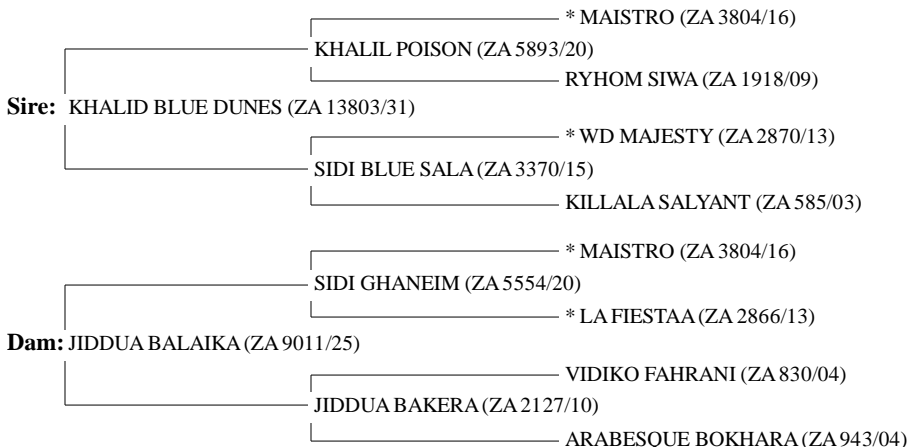 * MAISTRO (ZA 3804/16)
KHALIL POISON (ZA 5893/20)
RYHOM SIWA (ZA 1918/09)
Sire: KHALID BLUE DUNES (ZA 13803/31)
* WD MAJESTY (ZA 2870/13)
SIDI BLUE SALA (ZA 3370/15)
KILLALA SALYANT (ZA 585/03)
* MAISTRO (ZA 3804/16)
SIDI GHANEIM (ZA 5554/20)
* LA FIESTAA (ZA 2866/13)
Dam: JIDDUA BALAIKA (ZA 9011/25)
VIDIKO FAHRANI (ZA 830/04)
JIDDUA BAKERA (ZA 2127/10)
ARABESQUE BOKHARA (ZA 943/04)